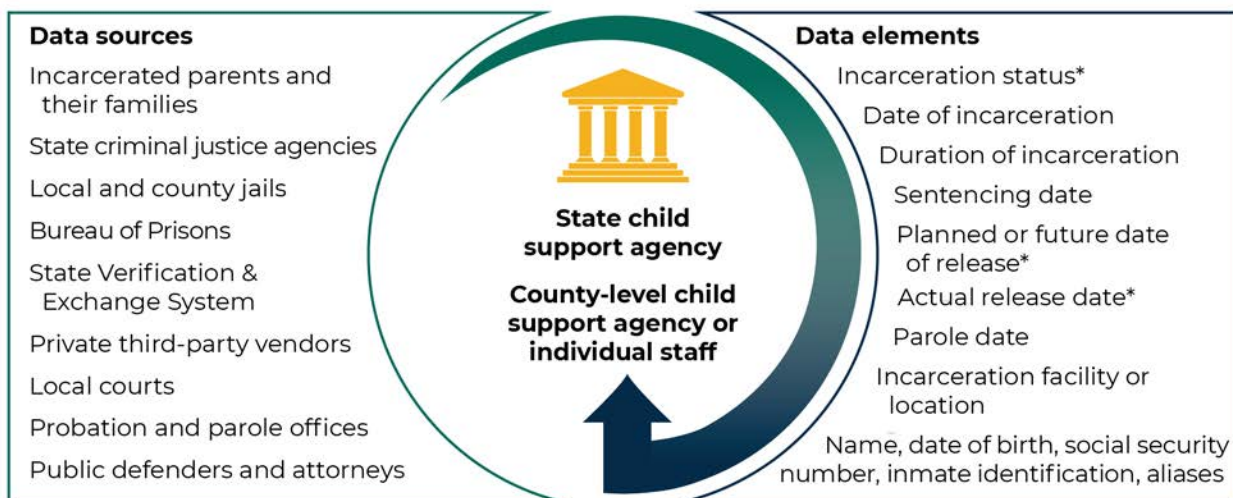 Data sources
Incarcerated parents and
their families
State criminal justice agencies
Local and county jails
Bureau of Prisons
State Verification &
Exchange System
Private third-party vendors
Local courts
Probation and parole offices
Public defenders and attorneys
State child
support agency
County-level child
support agency or
individual staff
Data elements
Incarceration status*
Date of incarceration
Duration of incarceration
Sentencing date
Planned or future date
of release*
Actual release date*
Parole date
Incarceration facility or
location
Name, date of birth, social security
number, inmate identification, aliases